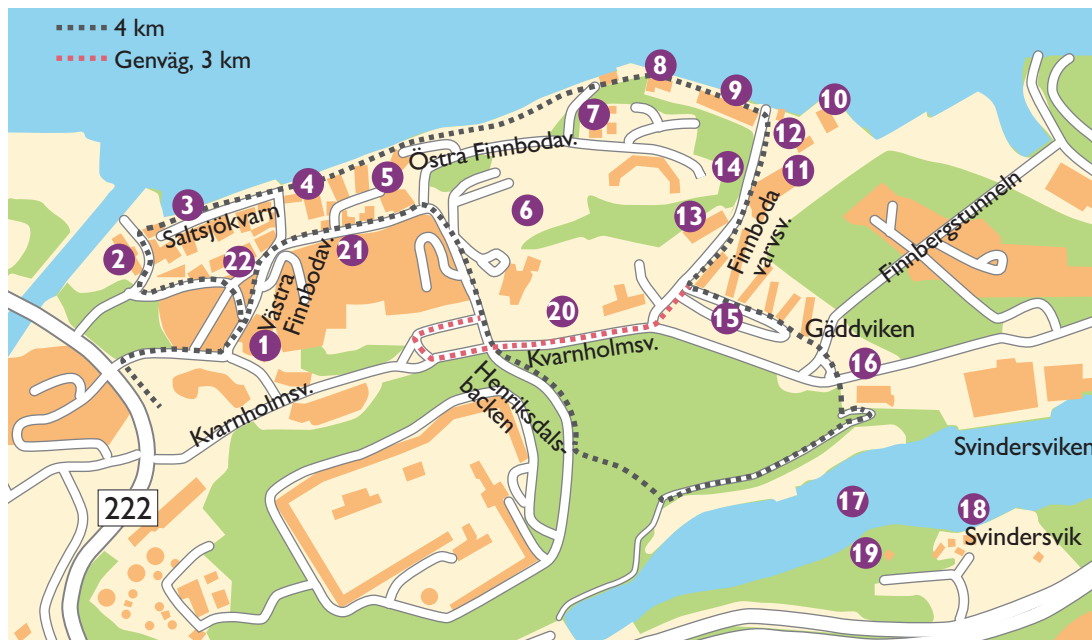 4 km
Genväg, 3 km
8
9
10
7
12
Östra Finnbodav.
14
11
4
5
3
6
13
Saltsjökvarn
Finnboda
varvsv.
Finnbergstunneln
2
22
21
Västra
Finnbodav.
20
15
Gäddviken
1
Kvarnholmsv.
16
Kvarnholmsv.
Henriksdals-
backen
Svindersviken
222
17
18
Svindersvik
19